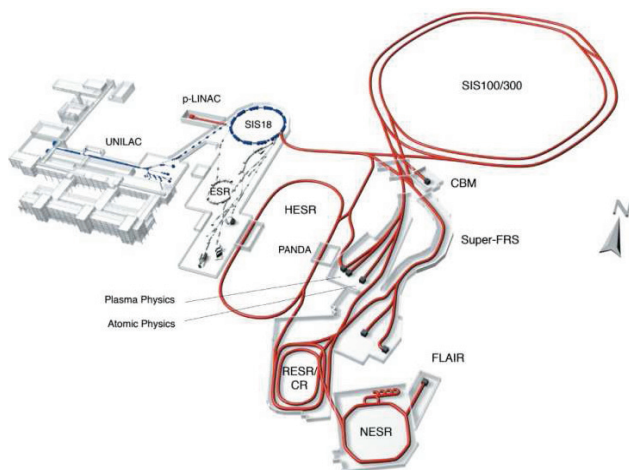 SIS100/300
p-LINAC
SIS18
UNILAC
CBM
ESR
HESR
N
Super-FRS
PANDA
Plasma Physics
Atomic Physics
FLAIR
RESR/
CR
NESR